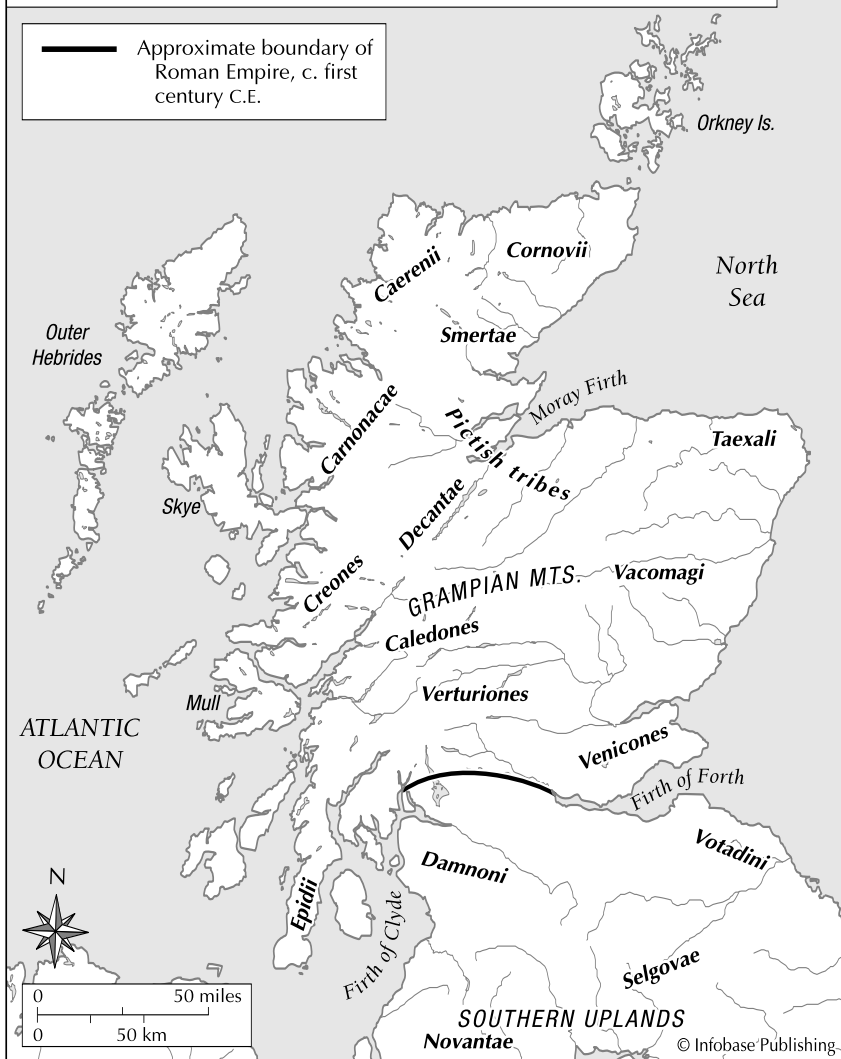 Approximate boundary of
Roman Empire, c. first
century C.E.
Orkney Is.
Cornovii
Caerenii
North
Sea
Outer
Hebrides
Smertae
Moray Firth
Carnonacae
Pictish tribes
Taexali
Skye
Decantae
Creones
GRAMPIAN MTS.
Vacomagi
Caledones
Mull
Verturiones
ATLANTIC
OCEAN
Venicones
Firth of Forth
Votadini
Damnoni
N
Epidii
Firth of Clyde
Selgovae
0 50 miles
0 50 km
SOUTHERN UPLANDS
Novantae
© Infobase Publishing